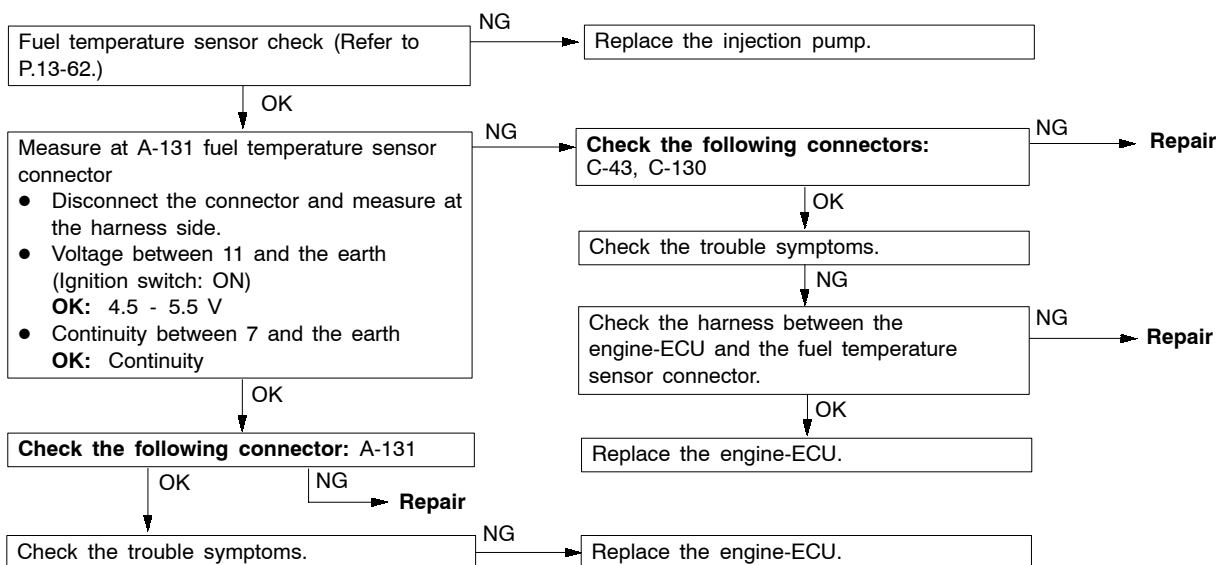 Fuel temperature sensor check (Refer to
P.13-62.)
NG
Replace the injection pump.
OK
Measure at A-131 fuel temperature sensor
connector
● Disconnect the connector and measure at
the harness side.
● Voltage between 11 and the earth
(Ignition switch: ON)
OK: 4.5 - 5.5 V
● Continuity between 7 and the earth
OK: Continuity
NG
Check the following connectors:
C-43, C-130
NG
Repair
OK
Check the trouble symptoms.
NG
Check the harness between the
engine-ECU and the fuel temperature
sensor connector.
NG
Repair
OK
Replace the engine-ECU.
OK
Check the following connector: A-131
OK
NG
Repair
Check the trouble symptoms.
NG
Replace the engine-ECU.